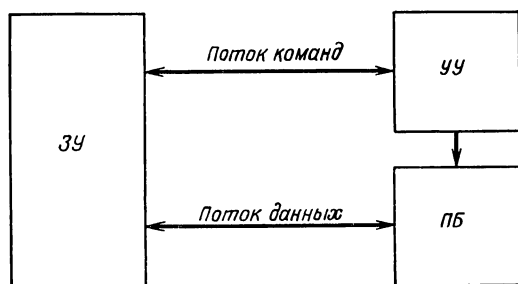 Поток команд
УУ
ЗУ
Поток данных
ПБ